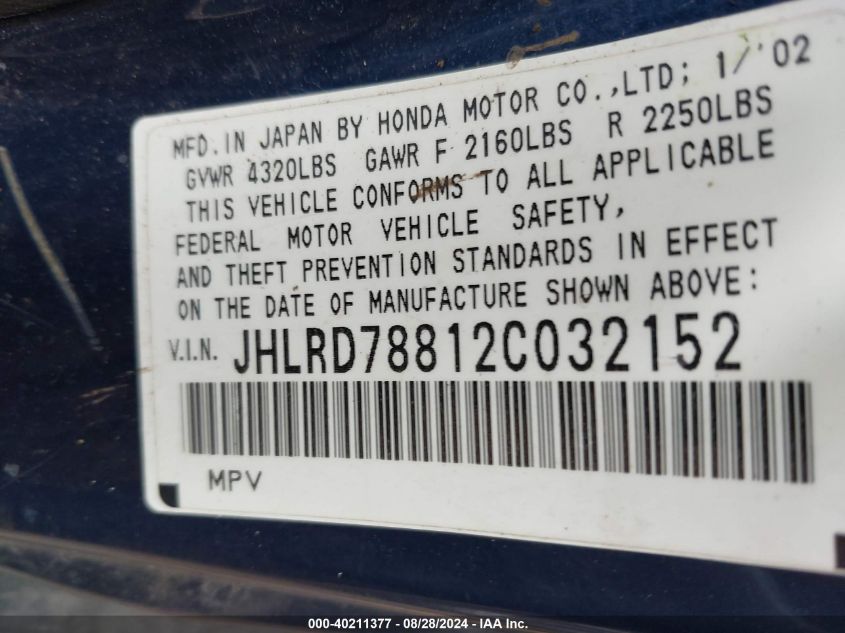 MFD.IN JAPAN BY HONDA MOTOR CO.,LTD; 1/'02
GVWR 4320LBS GAWR F 2160LBS R 2250LBS
THIS VEHICLE CONFORMS TO ALL APPLICABLE
FEDERAL MOTOR VEHICLE SAFETY,
AND THEFT PREVENTION STANDARDS IN EFFECT
ON THE DATE OF MANUFACTURE SHOWN ABOVE:
V.I.N. JHLRD78812C032152
MPV
000-40211377 - 08/28/2024 - IAA Inc.